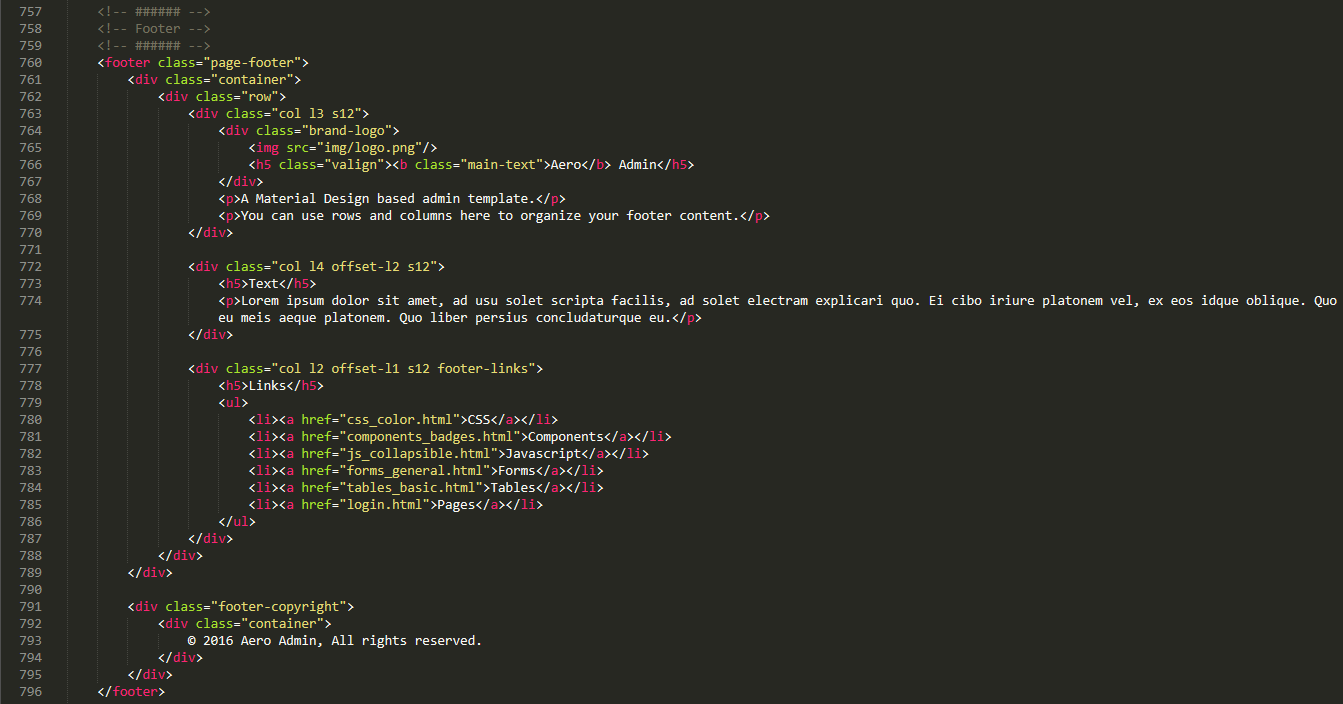 757 <!-- ###### -->
758 <!-- Footer -->
759 <!-- ###### -->
760 <footer class="page-footer">
761 <div class="container">
762 <div class="row">
763 <div class="col l3 s12">
764 <div class="brand-logo">
765 <img src="img/logo.png"/>
766 <h5 class="valign"><b class="main-text">Aero</b> Admin</h5>
767 </div>
768 <p>A Material Design based admin template.</p>
769 <p>You can use rows and columns here to organize your footer content.</p>
770 </div>
771
772 <div class="col l4 offset-l2 s12">
773 <h5>Text</h5>
774 <p>Lorem ipsum dolor sit amet, ad usu solet scripta facilis, ad solet electram explicari quo. Ei cibo iriure platonem vel, ex eos idque oblique. Quo
eu meis aeque platonem. Quo liber persius concludaturque eu.</p>
775 </div>
776
777 <div class="col l2 offset-l1 s12 footer-links">
778 <h5>Links</h5>
779 <ul>
780 <li><a href="css_color.html">CSS</a></li>
781 <li><a href="components_badges.html">Components</a></li>
782 <li><a href="js_collapsible.html">Javascript</a></li>
783 <li><a href="forms_general.html">Forms</a></li>
784 <li><a href="tables_basic.html">Tables</a></li>
785 <li><a href="login.html">Pages</a></li>
786 </ul>
787 </div>
788 </div>
789 </div>
790
791 <div class="footer-copyright">
792 <div class="container">
793 © 2016 Aero Admin, All rights reserved.
794 </div>
795 </div>
796 </footer>